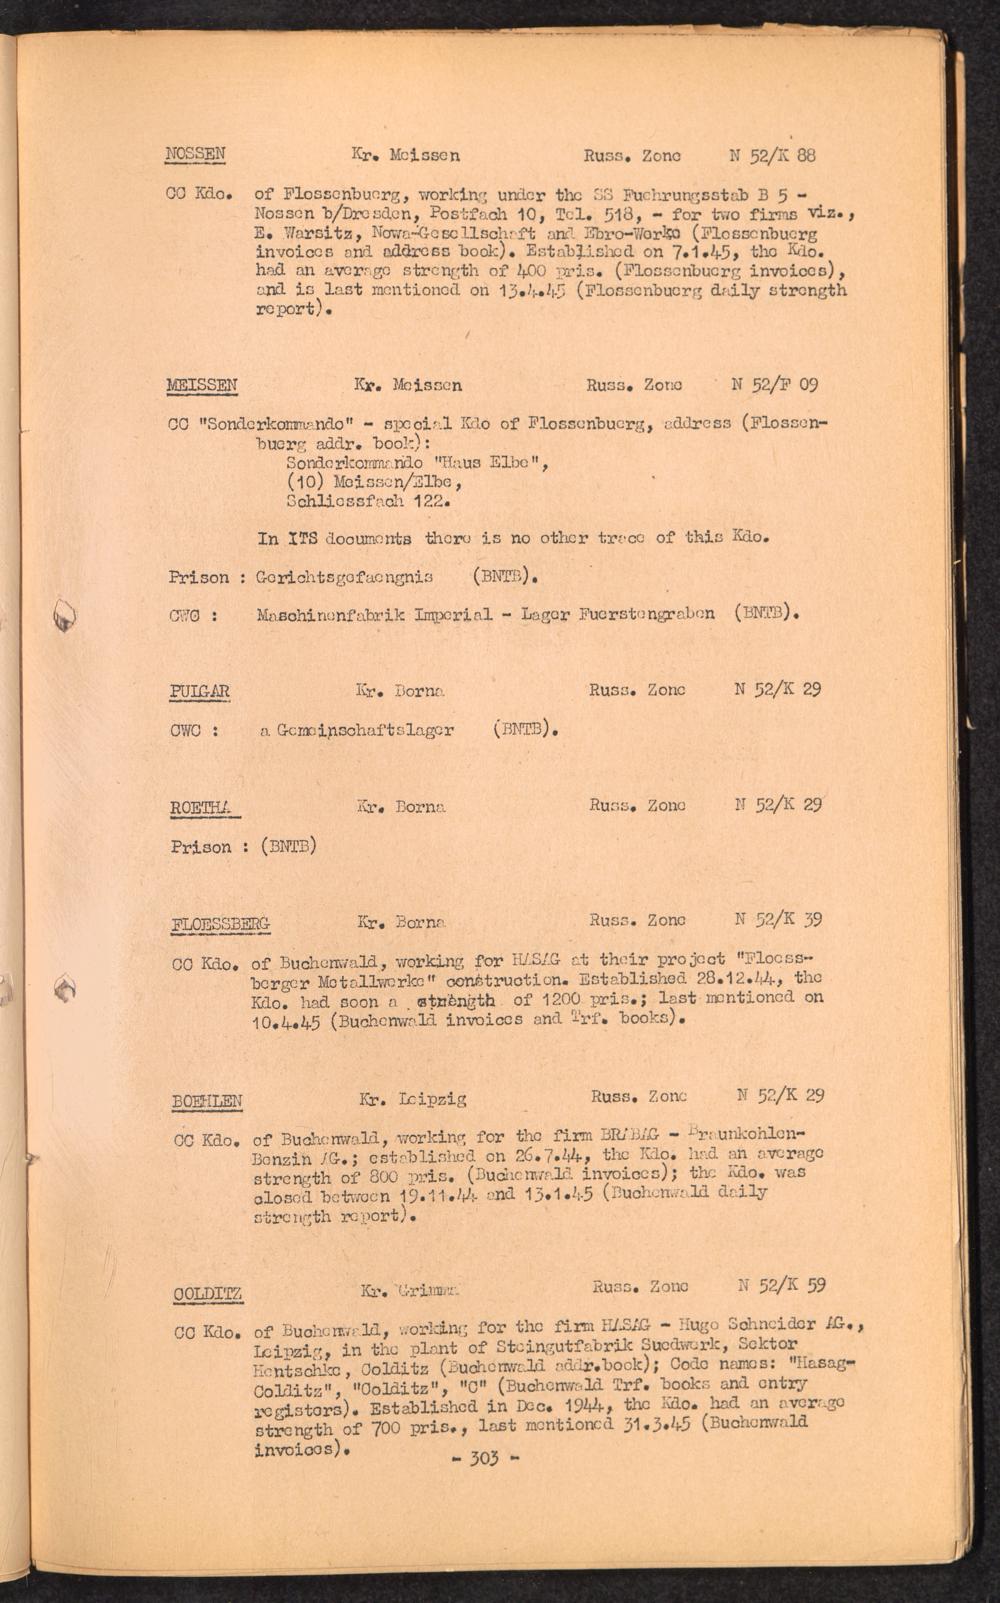 NOSSEN Kr. Meissen Russ. Zone N 52/K 88
CC Kdo. of Flossenbuerg, working under the SS Fuehrungsstab B 5 -
Nossen b/Dresden, Postfach 10, Tel. 518, - for two firms viz.,
E. Warsitz, Nowa-Gesellschaft and Ebro-Werke (Flossenbuerg
invoices and address book). Established on 7.1.45, the Kdo.
had an average strength of 400 pris. (Flossenbuerg invoices),
and is last mentioned on 13.4.45 (Flossenbuerg daily strength
report).
MEISSEN Kr. Meissen Russ. Zone N 52/F 09
CC "Sonderkommando" - special Kdo of Flossenbuerg, address (Flossen-
buerg addr. book):
Sonderkommando "Haus Elbe",
(10) Meissen/Elbe,
Schliessfach 122.
In ITS documents there is no other trace of this Kdo.
Prison : Gerichtsgefaengnis (BNTB).
CWC : Maschinenfabrik Imperial - Lager Fuerstengraben (BNTB).
PULGAR Kr. Borna Russ. Zone N 52/K 29
CWC : a Gemeinschaftslager (BNTB).
ROETHA Kr. Borna Russ. Zone N 52/K 29
Prison : (BNTB)
FLOESSBERG Kr. Borna Russ. Zone N 52/K 39
CC Kdo. of Buchenwald, working for HASAG at their project "Floess-
berger Metallwerke" construction. Established 28.12.44, the
Kdo. had soon a strength of 1200 pris.; last mentioned on
10.4.45 (Buchenwald invoices and Trf. books).
BOEHLEN Kr. Leipzig Russ. Zone N 52/K 29
CC Kdo. of Buchenwald, working for the firm BRABAG - Braunkohlen-
Benzin AG.; established on 26.7.44, the Kdo. had an average
strength of 800 pris. (Buchenwald invoices); the Kdo. was
closed between 19.11.44 and 13.1.45 (Buchenwald daily
strength report).
COLDITZ Kr. Grimma Russ. Zone N 52/K 59
CC Kdo. of Buchenwald, working for the firm HASAG - Hugo Schneider AG.,
Leipzig, in the plant of Steingutfabrik Suedwerk, Sektor
Hentschke, Colditz (Buchenwald addr.book); Code names: "Hasag-
Colditz", "Colditz", "C" (Buchenwald Trf. books and entry
registers). Established in Dec. 1944, the Kdo. had an average
strength of 700 pris., last mentioned 31.3.45 (Buchenwald
invoices).
- 303 -